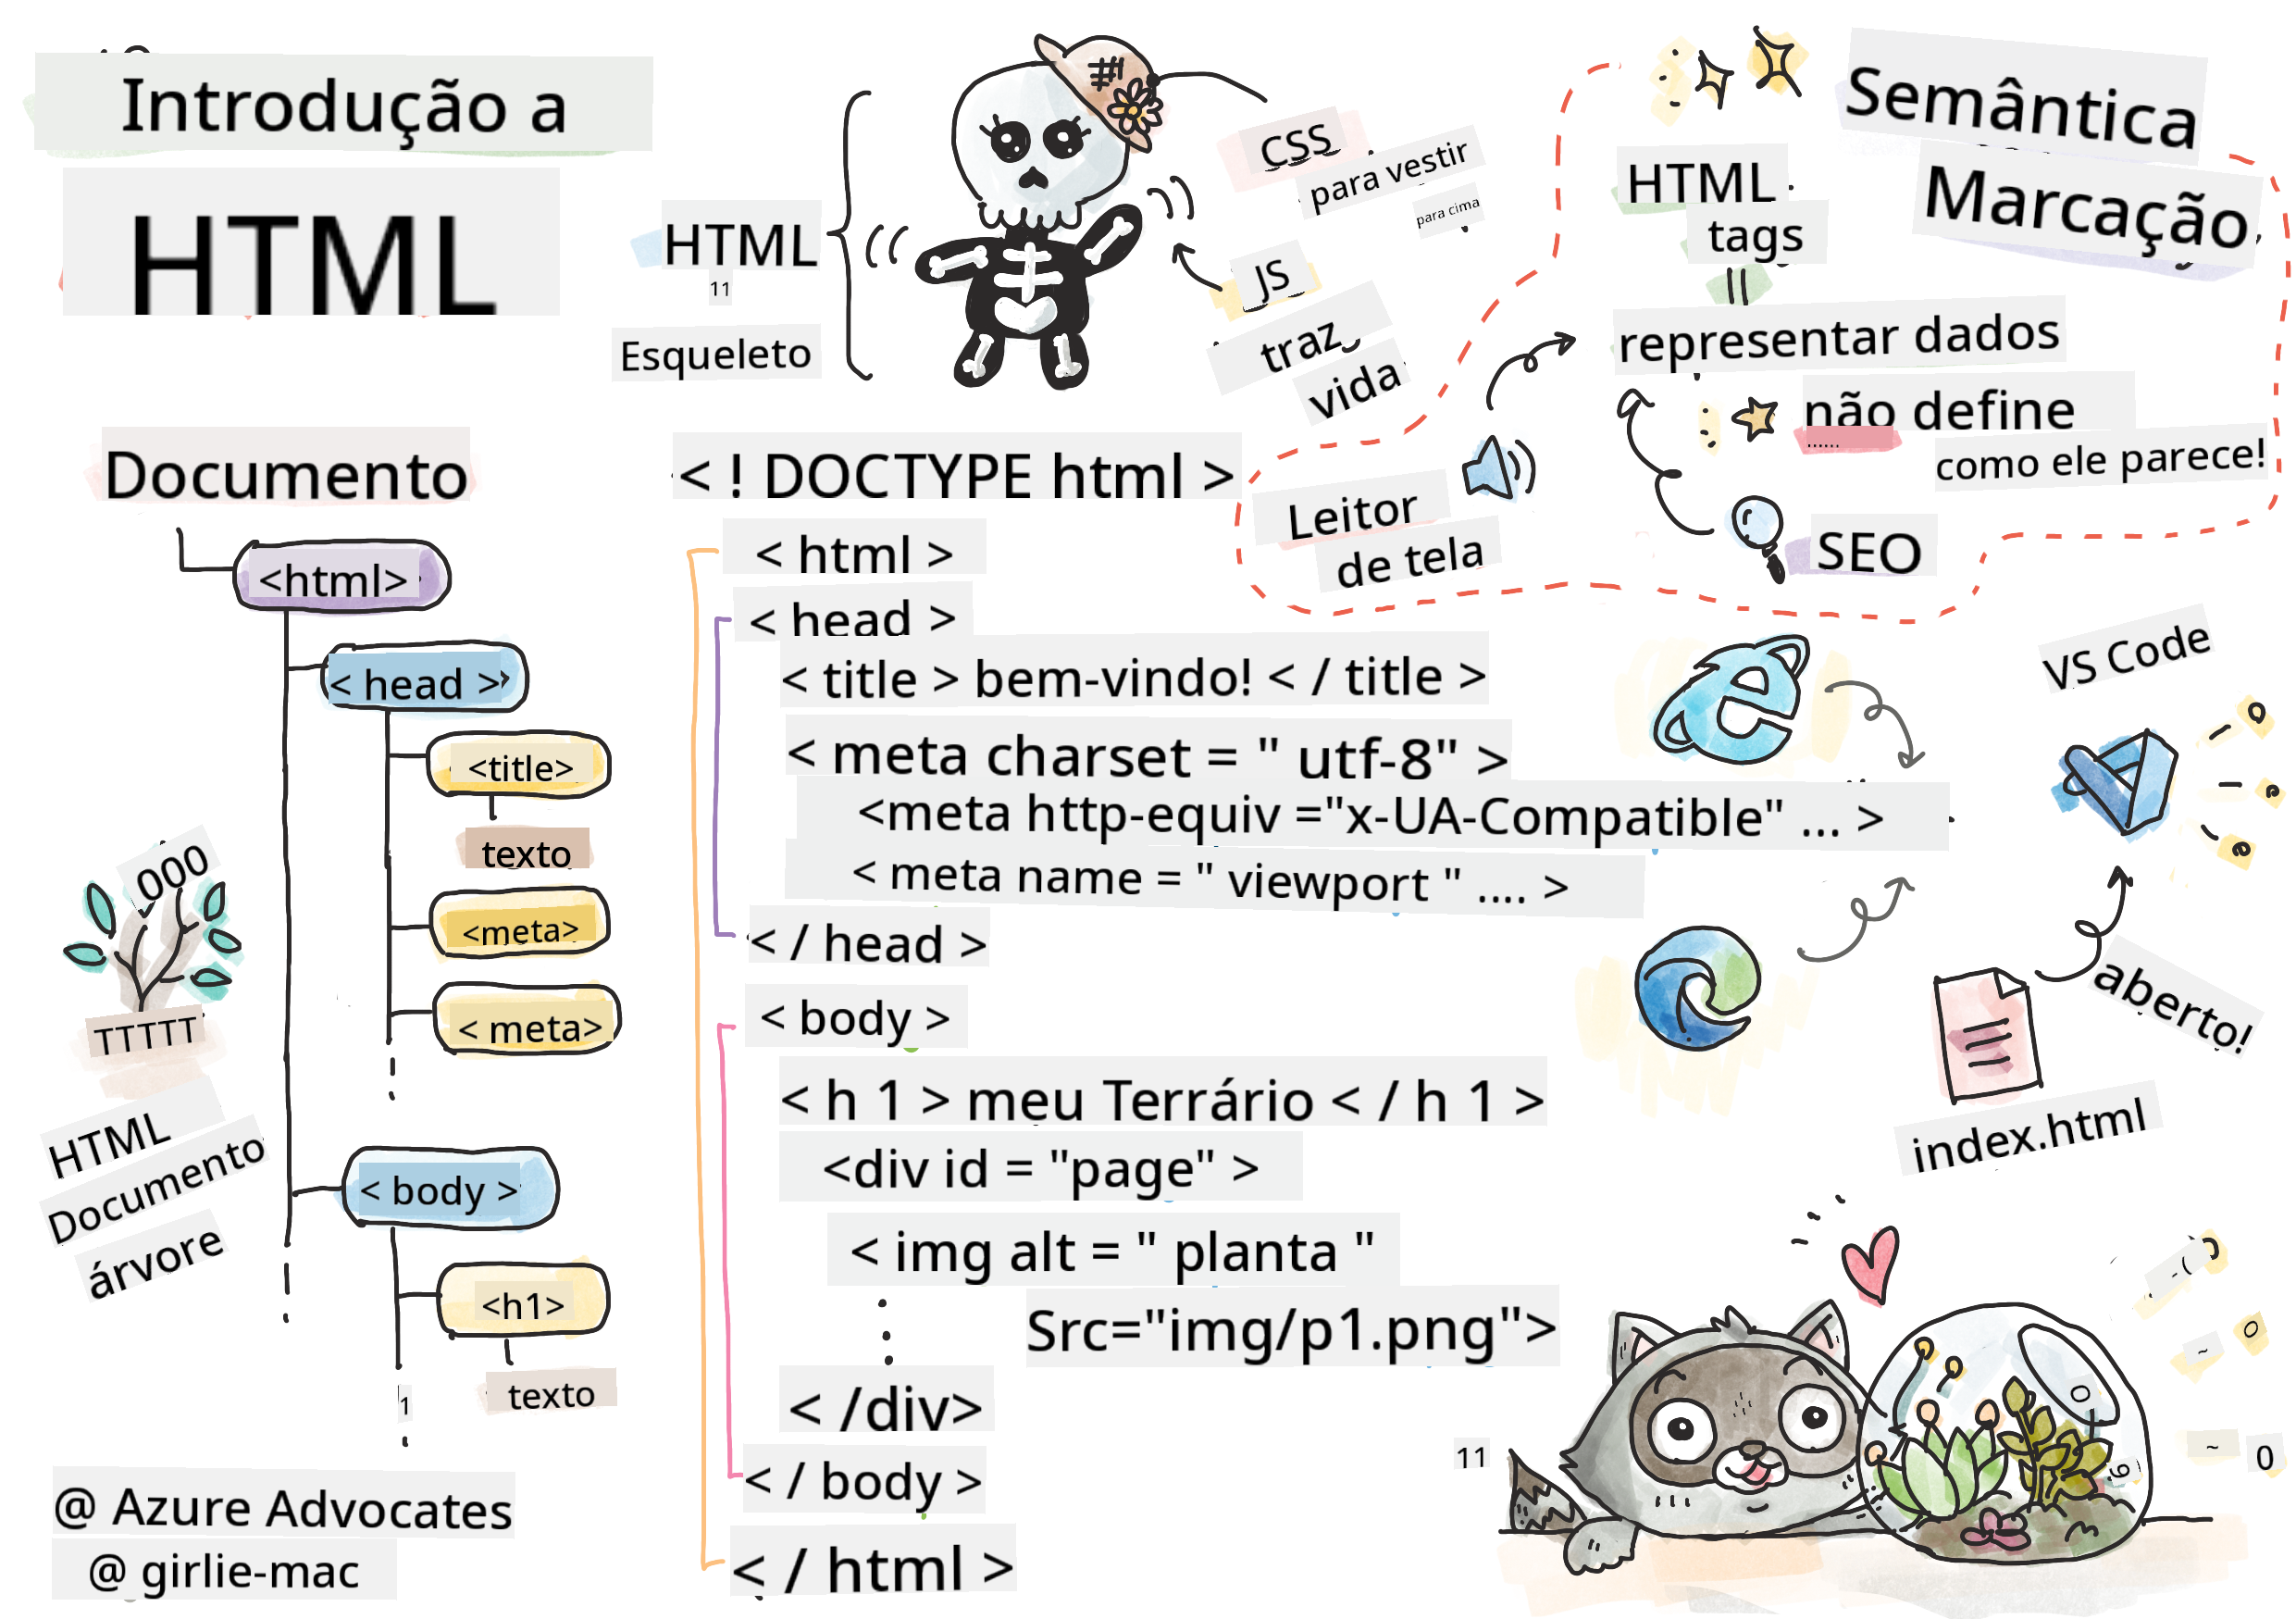 Introdução a
HTML
HTML
11
Esqueleto
CSS
para vestir
para cima
JS
traz
vida
Semântica
Marcação
HTML
tags
||
representar dados
não define
......
como ele parece!
Leitor
de tela
SEO
Documento
<html>
< head >
<title>
texto
<meta>
< meta>
< body >
<h1>
texto
1
000
TTTTT
HTML
Documento
árvore
< ! DOCTYPE html >
< html >
< head >
< title > bem-vindo! < / title >
< meta charset = " utf-8" >
<meta http-equiv ="x-UA-Compatible" ... >
< meta name = " viewport " .... >
< / head >
< body >
< h 1 > meu Terrário < / h 1 >
<div id = "page" >
< img alt = " planta "
Src="img/p1.png">
< /div>
< / body >
< / html >
VS Code
aberto!
index.html
11
~
O
~
0
@ Azure Advocates
@ girlie-mac